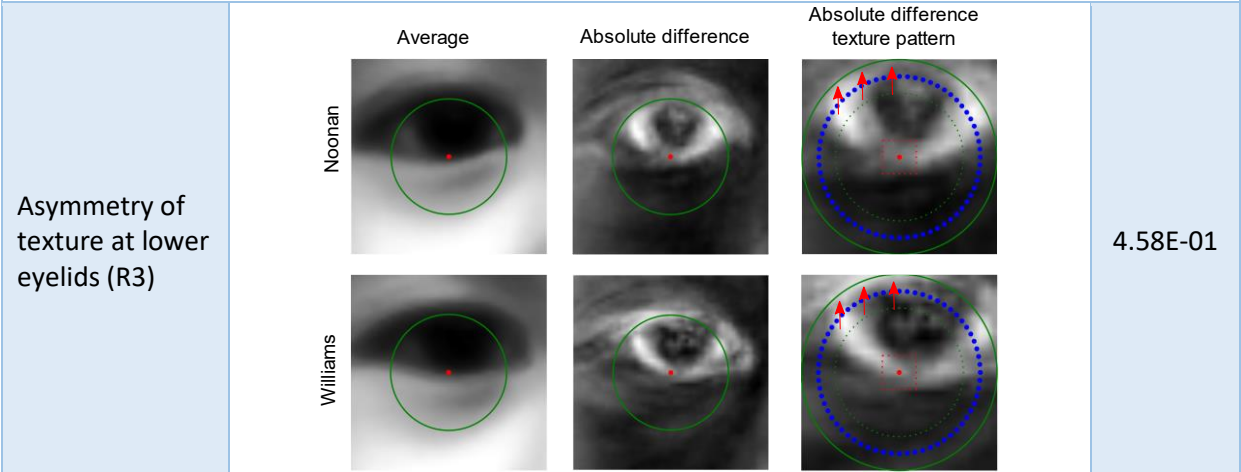 Asymmetry of
texture at lower
eyelids (R3)
Average
Absolute difference
Absolute difference
texture pattern
Noonan
Williams
4.58E-01